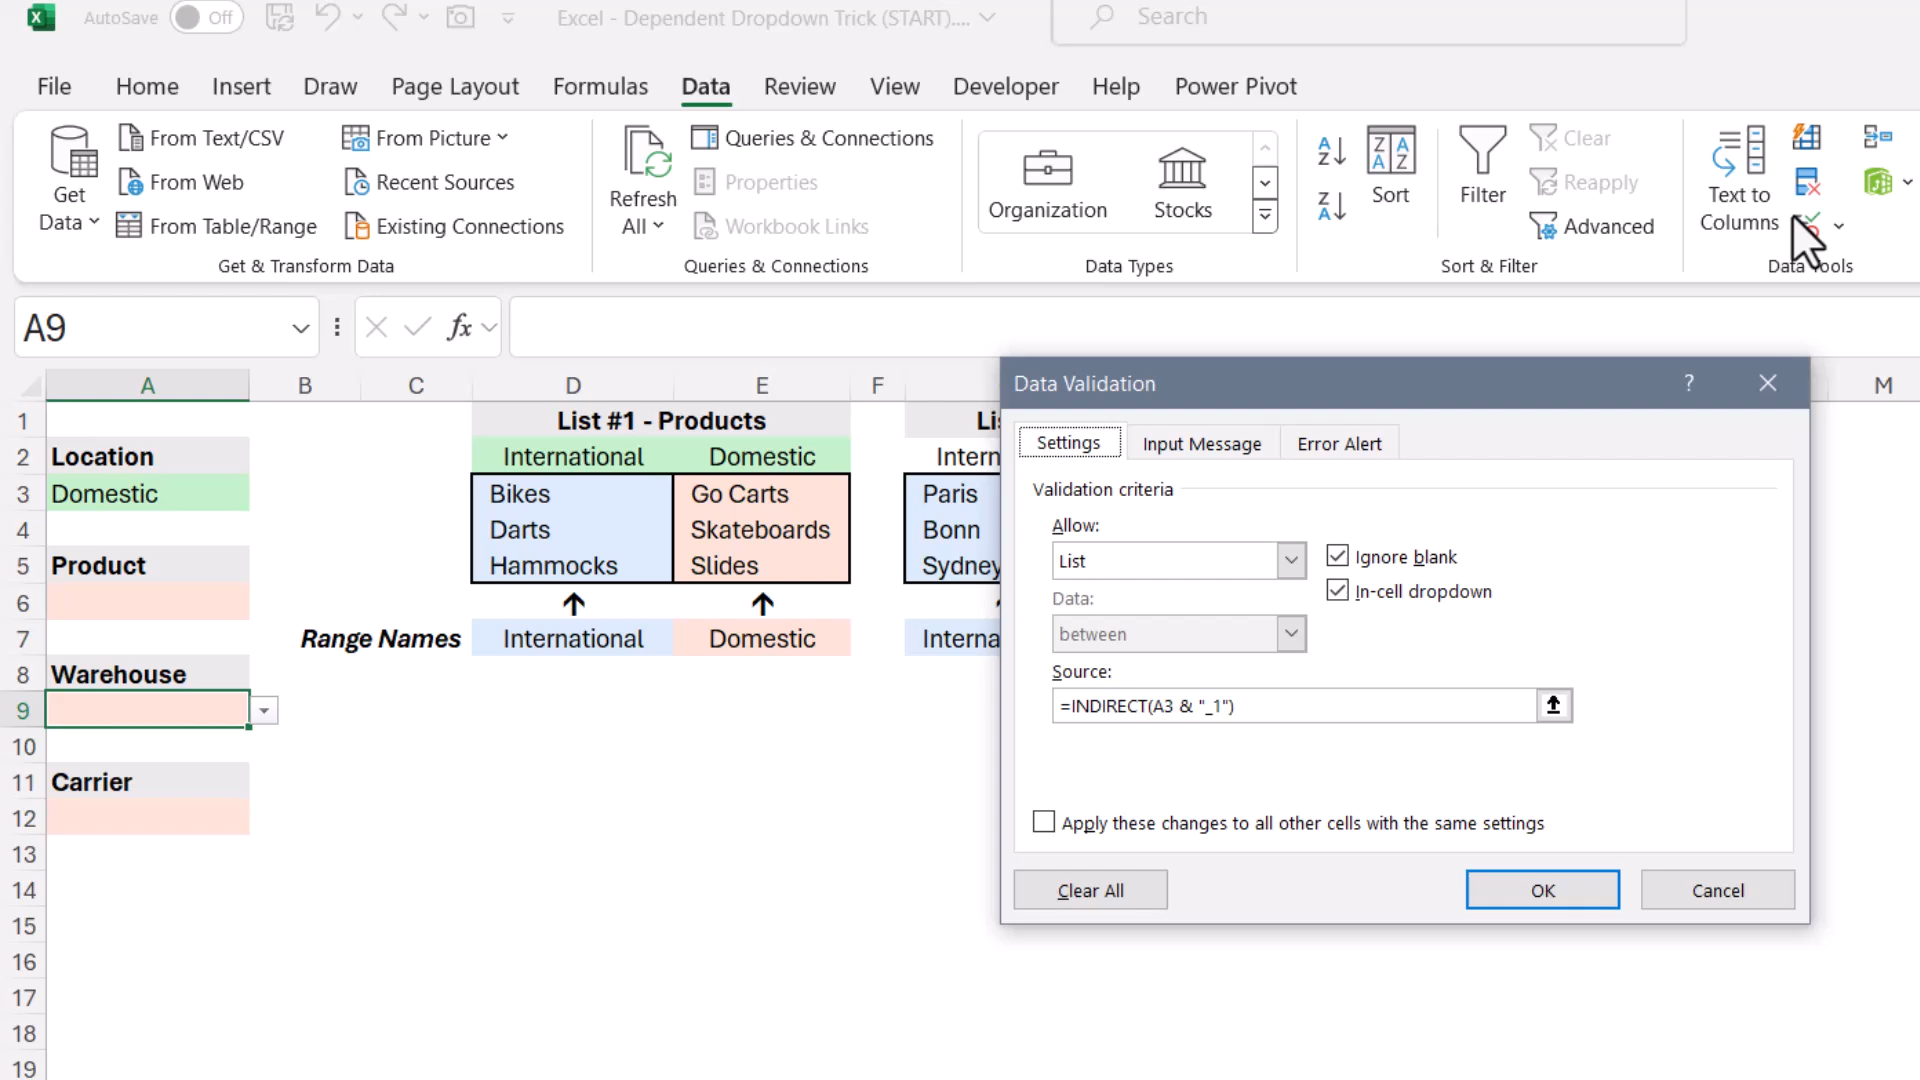 AutoSave Off Excel - Dependent Dropdown Trick (START).... Search
File Home Insert Draw Page Layout Formulas Data Review View Developer Help Power Pivot
Get Data
From Text/CSV
From Web
From Table/Range
From Picture
Recent Sources
Existing Connections
Get & Transform Data
Refresh All
Queries & Connections
Properties
Workbook Links
Queries & Connections
Organization
Stocks
Data Types
Sort
Filter
Clear
Reapply
Advanced
Sort & Filter
Text to
Columns
Data Tools
A9 fx
A B C D E F M
1 List #1 - Products
2 Location International Domestic
3 Domestic Bikes Go Carts Paris
4 Darts Skateboards Bonn
5 Product Hammocks Slides Sydney
6
7 Range Names International Domestic
8 Warehouse
9
10
11 Carrier
12
13
14
15
16
17
18
19
Data Validation ?
Settings Input Message Error Alert
Validation criteria
Allow:
List
Ignore blank
In-cell dropdown
Data:
between
Source:
=INDIRECT(A3 & "_1")
Apply these changes to all other cells with the same settings
Clear All OK Cancel